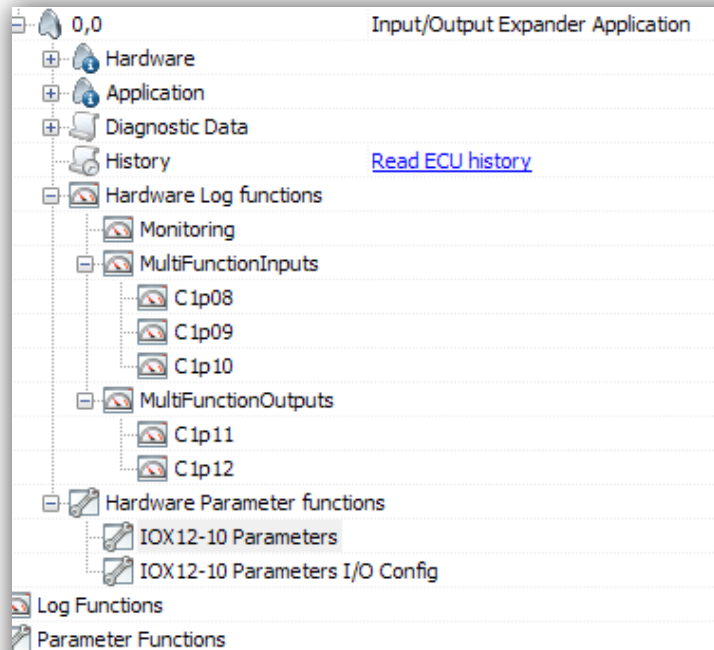 0,0 Input/Output Expander Application
Hardware
Application
Diagnostic Data
History Read ECU history
Hardware Log functions
Monitoring
MultiFunctionInputs
C1p08
C1p09
C1p10
MultiFunctionOutputs
C1p11
C1p12
Hardware Parameter functions
IOX12-10 Parameters
IOX12-10 Parameters I/O Config
Log Functions
Parameter Functions